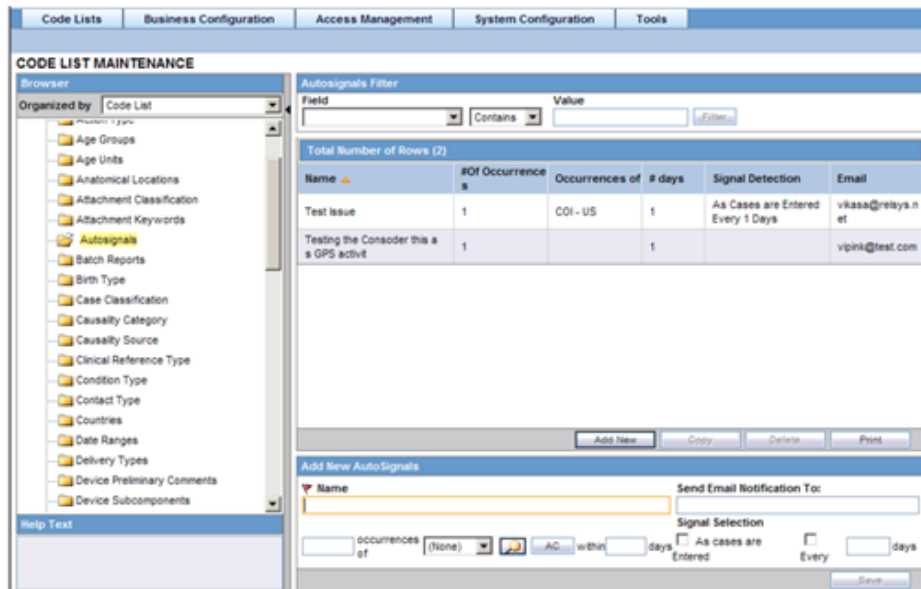 Code Lists Business Configuration Access Management System Configuration Tools
CODE LIST MAINTENANCE
Browser
Organized by Code List
Action Type
Age Groups
Age Units
Anatomical Locations
Attachment Classification
Attachment Keywords
Autosignals
Batch Reports
Birth Type
Case Classification
Causality Category
Causality Source
Clinical Reference Type
Condition Type
Contact Type
Countries
Date Ranges
Delivery Types
Device Preliminary Comments
Device Subcomponents
Help Text
Autosignals Filter
Field Value
Contains Filter
Total Number of Rows (2)
Name #Of Occurrence
s Occurrences of # days Signal Detection Email
Test Issue 1 COI - US 1 As Cases are Entered
Every 1 Days vikasa@relsys.n
et
Testing the Consoder this a
s GPS activit 1 1 vipink@test.com
Add New Copy Delete Print
Add New AutoSignals
Name Send Email Notification To:
Signal Selection
occurrences
of (None) AC within days As cases are
Entered Every days
Save